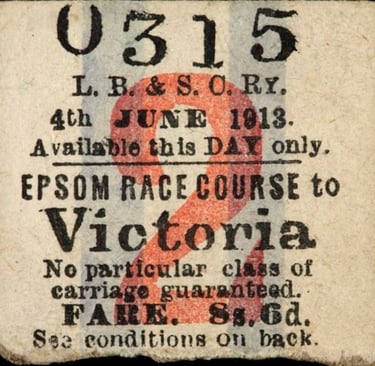 0315
L. B. & S. C. RY.
4th JUNE 1913.
Available this DAY only.
EPSOM RACE COURSE to
Victoria
No particular class of
carriage guaranteed.
FARE. 8s. 6d.
See conditions on back.
2